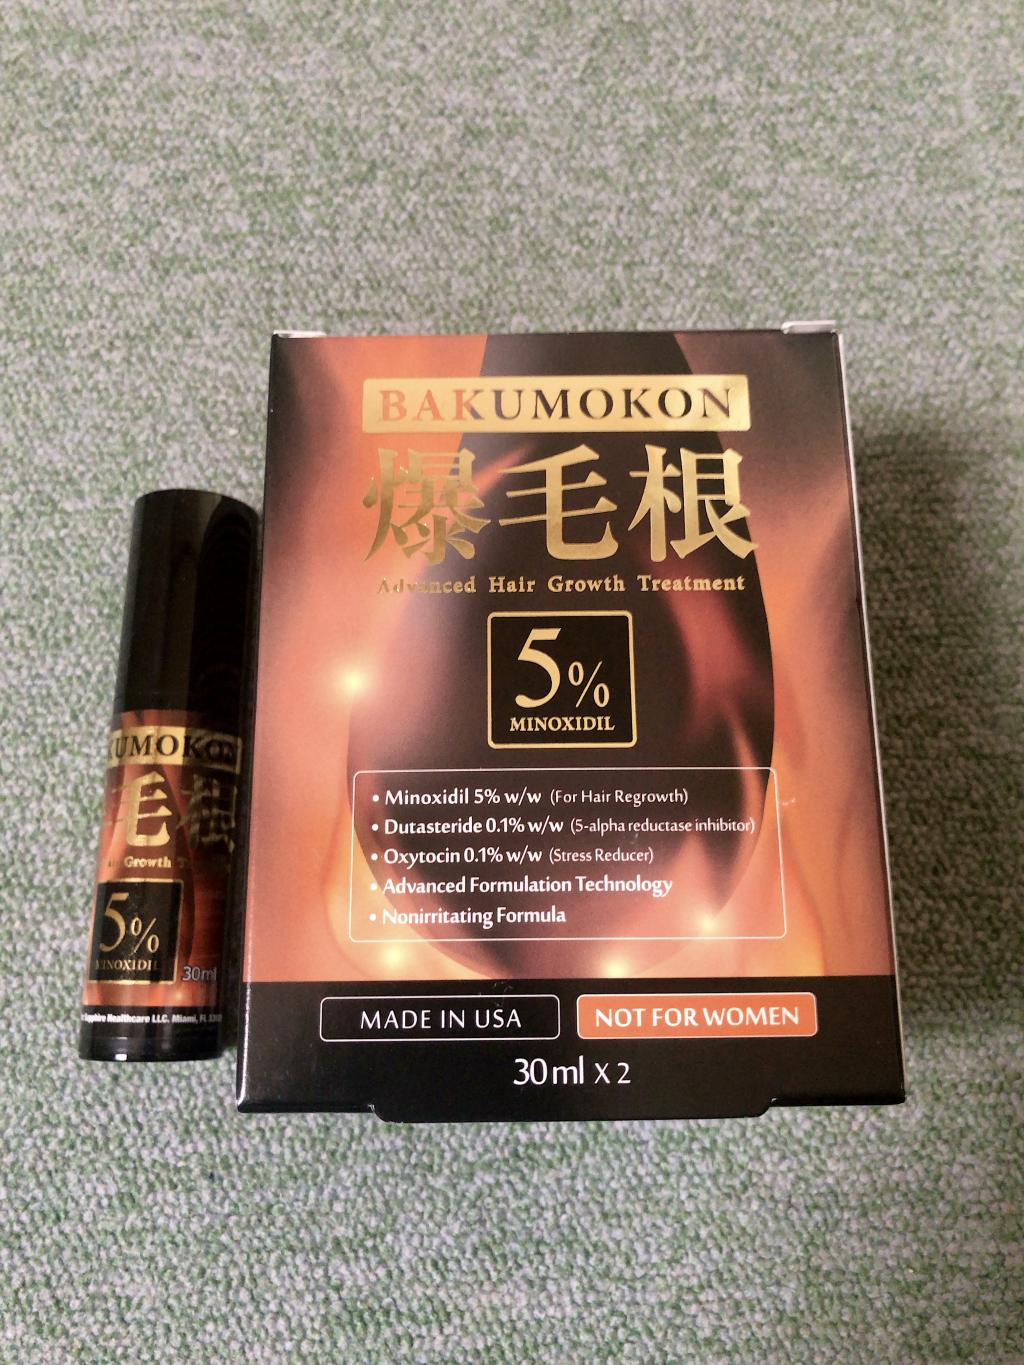 BAKUMOKON
爆毛根
Advanced Hair Growth Treatment
5%
MINOXIDIL
• Minoxidil 5% w/w (For Hair Regrowth)
• Dutasteride 0.1% w/w (5-alpha reductase inhibitor)
• Oxytocin 0.1% w/w (Stress Reducer)
• Advanced Formulation Technology
• Nonirritating Formula
MADE IN USA
NOT FOR WOMEN
30ml X 2
KUMOKON
毛根
Growth
5%
MINOXIDIL
30ml
Healthcare LLC. Miami, FL